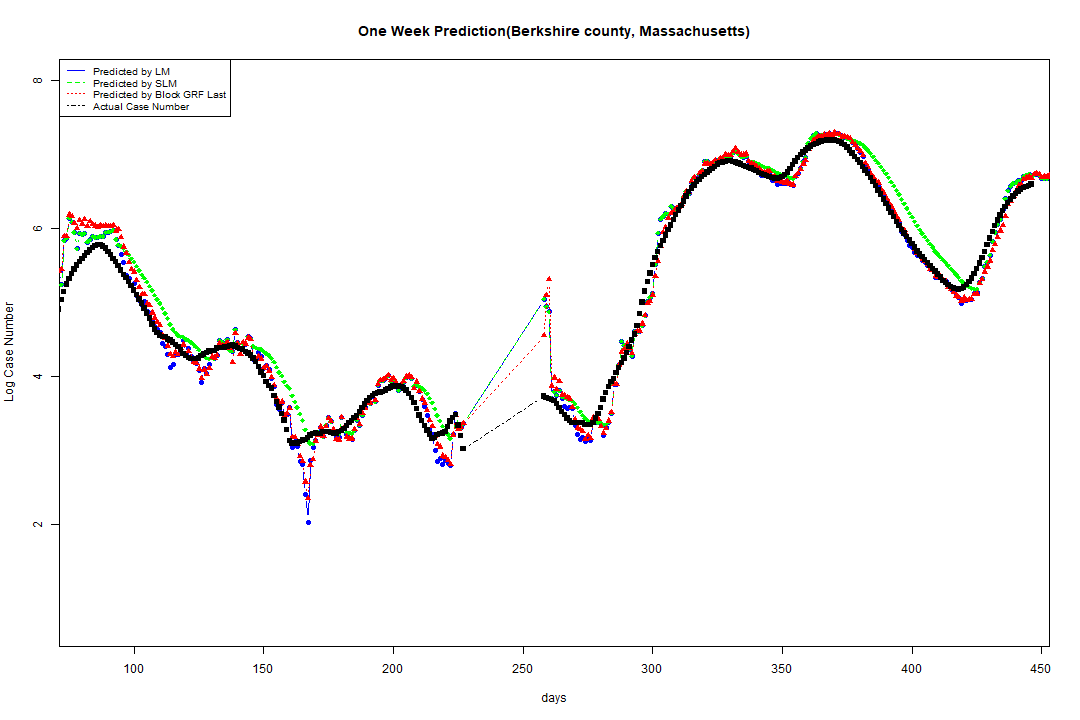 One Week Prediction(Berkshire county, Massachusetts)
Predicted by LM
Predicted by SLM
Predicted by Block GRF Last
Actual Case Number
Log Case Number
8
6
4
2
100 150 200 250 300 350 400 450
days